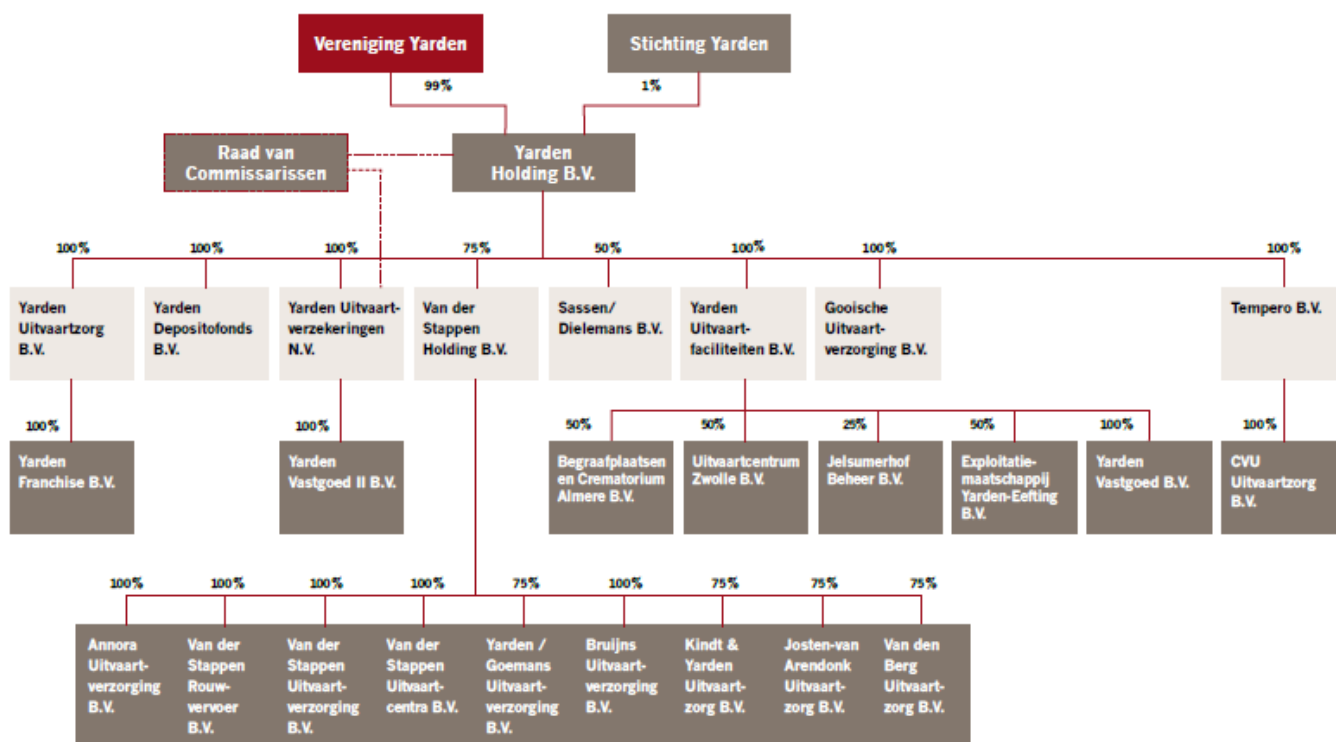 Vereniging Yarden
Stichting Yarden
99%
1%
Raad van
Commissarissen
Yarden
Holding B.V.
100%
100%
100%
75%
50%
100%
100%
100%
Yarden
Uitvaartzorg
B.V.
Yarden
Depositofonds
B.V.
Yarden Uitvaart-
verzekeringen
N.V.
Van der
Stappen
Holding B.V.
Sassen/
Dielemans B.V.
Yarden
Uitvaart-
faciliteiten B.V.
Gooische
Uitvaart-
verzorging B.V.
Tempero B.V.
100%
100%
50%
50%
25%
50%
100%
100%
Yarden
Franchise B.V.
Yarden
Vastgoed II B.V.
Begraafplaatsen
en Crematorium
Almere B.V.
Uitvaartcentrum
Zwolle B.V.
Jelsumerhof
Beheer B.V.
Exploitatie-
maatschappij
Yarden-Eefting
B.V.
Yarden
Vastgoed B.V.
CVU
Uitvaartzorg
B.V.
100%
100%
100%
100%
75%
100%
75%
75%
75%
Annora
Uitvaart-
verzorging
B.V.
Van der
Stappen
Rouw-
vervoer
B.V.
Van der
Stappen
Uitvaart-
verzorging
B.V.
Van der
Stappen
Uitvaart-
centra B.V.
Yarden /
Goemans
Uitvaart-
verzorging B.V.
Bruijns
Uitvaart-
verzorging
B.V.
Kindt &
Yarden
Uitvaart-
zorg B.V.
Josten-van
Arendonk
Uitvaart-
zorg B.V.
Van den
Berg
Uitvaart-
zorg B.V.